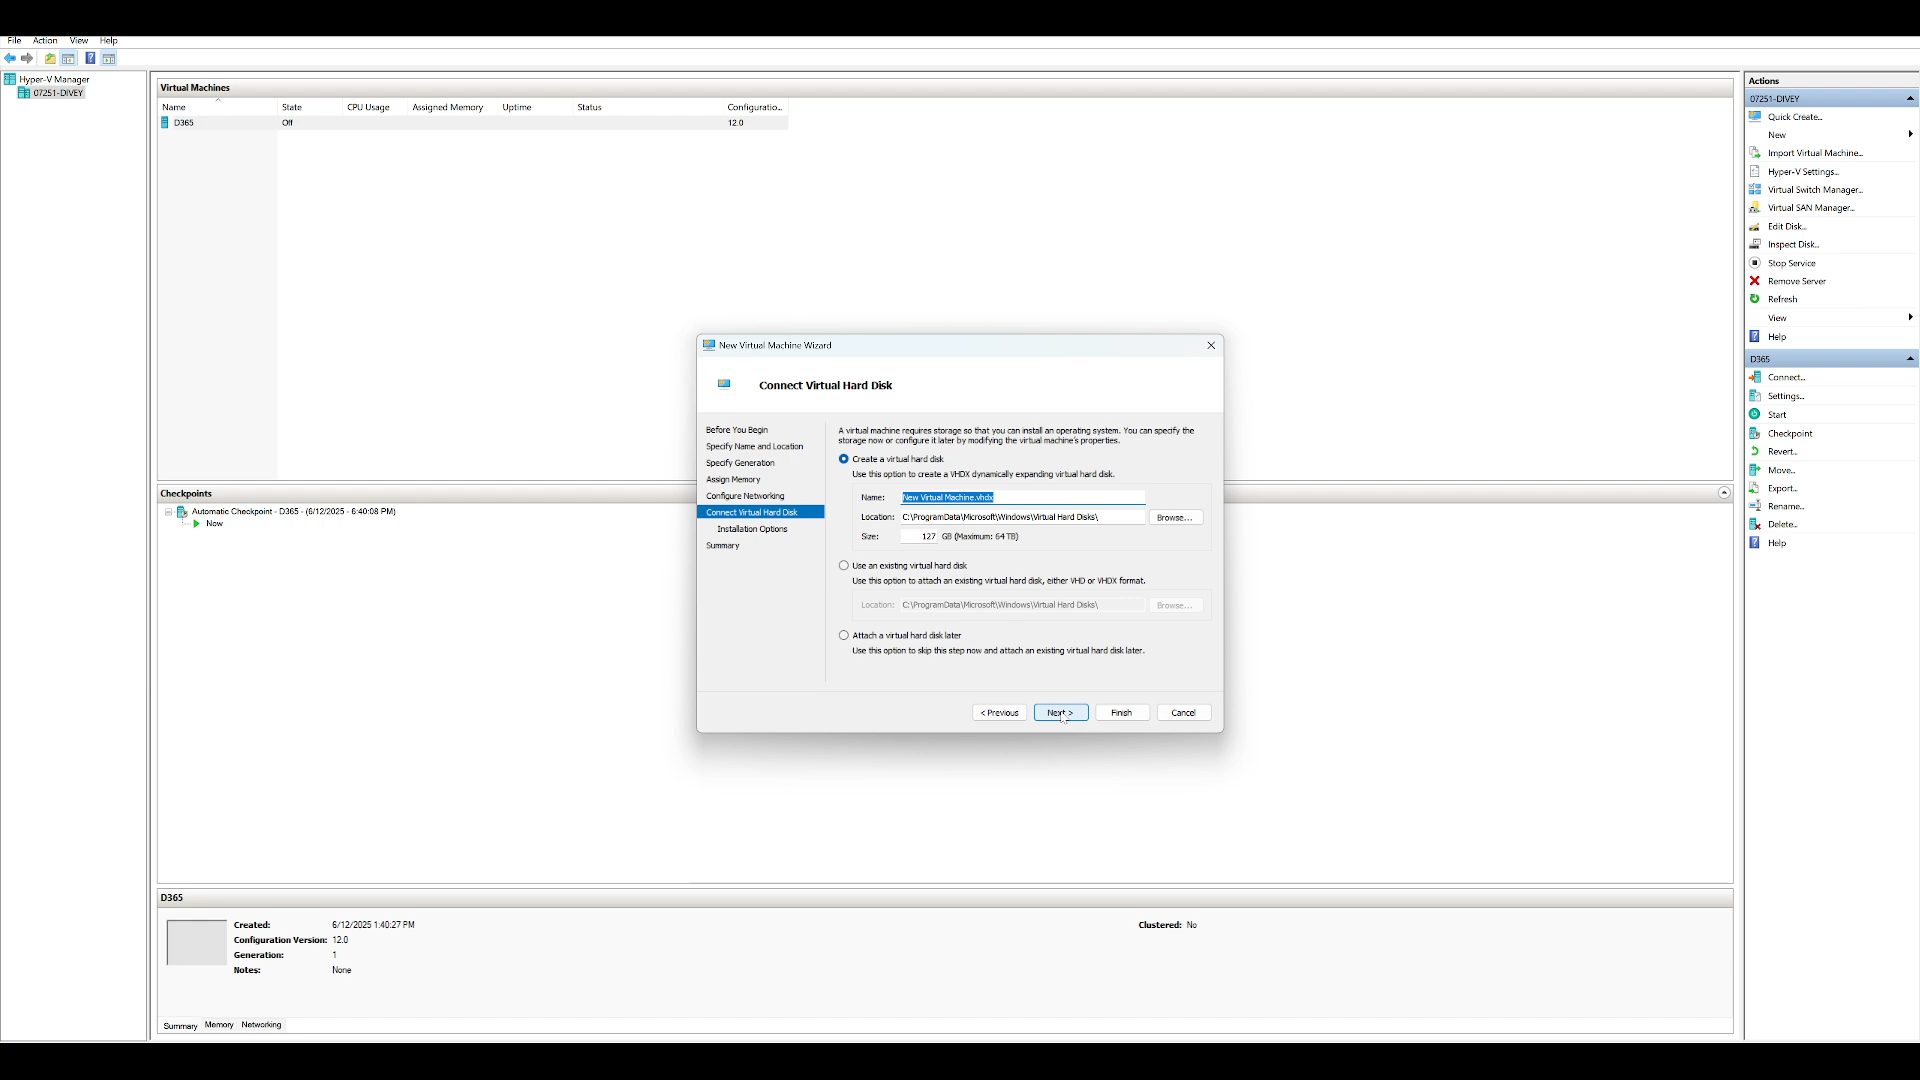 File Action View Help
Hyper-V Manager
07251-DIVEY
Virtual Machines
Name State CPU Usage Assigned Memory Uptime Status Configuratio...
D365 Off 12.0
Checkpoints
Automatic Checkpoint - D365 - (6/12/2025 - 6:40:08 PM)
Now
New Virtual Machine Wizard
Connect Virtual Hard Disk
Before You Begin
Specify Name and Location
Specify Generation
Assign Memory
Configure Networking
Connect Virtual Hard Disk
Installation Options
Summary
A virtual machine requires storage so that you can install an operating system. You can specify the
storage now or configure it later by modifying the virtual machine's properties.
Create a virtual hard disk
Use this option to create a VHDX dynamically expanding virtual hard disk.
Name: New Virtual Machine.vhdx
Location: C:\ProgramData\Microsoft\Windows\Virtual Hard Disks\ Browse...
Size: 127 GB (Maximum: 64 TB)
Use an existing virtual hard disk
Use this option to attach an existing virtual hard disk, either VHD or VHDX format.
Location: C:\ProgramData\Microsoft\Windows\Virtual Hard Disks\ Browse...
Attach a virtual hard disk later
Use this option to skip this step now and attach an existing virtual hard disk later.
< Previous Next > Finish Cancel
D365
Created: 6/12/2025 1:40:27 PM Clustered: No
Configuration Version: 12.0
Generation: 1
Notes: None
Summary Memory Networking
Actions
07251-DIVEY
Quick Create...
New
Import Virtual Machine...
Hyper-V Settings...
Virtual Switch Manager...
Virtual SAN Manager...
Edit Disk...
Inspect Disk...
Stop Service
Remove Server
Refresh
View
Help
D365
Connect...
Settings...
Start
Checkpoint
Revert...
Move...
Export...
Rename...
Delete...
Help